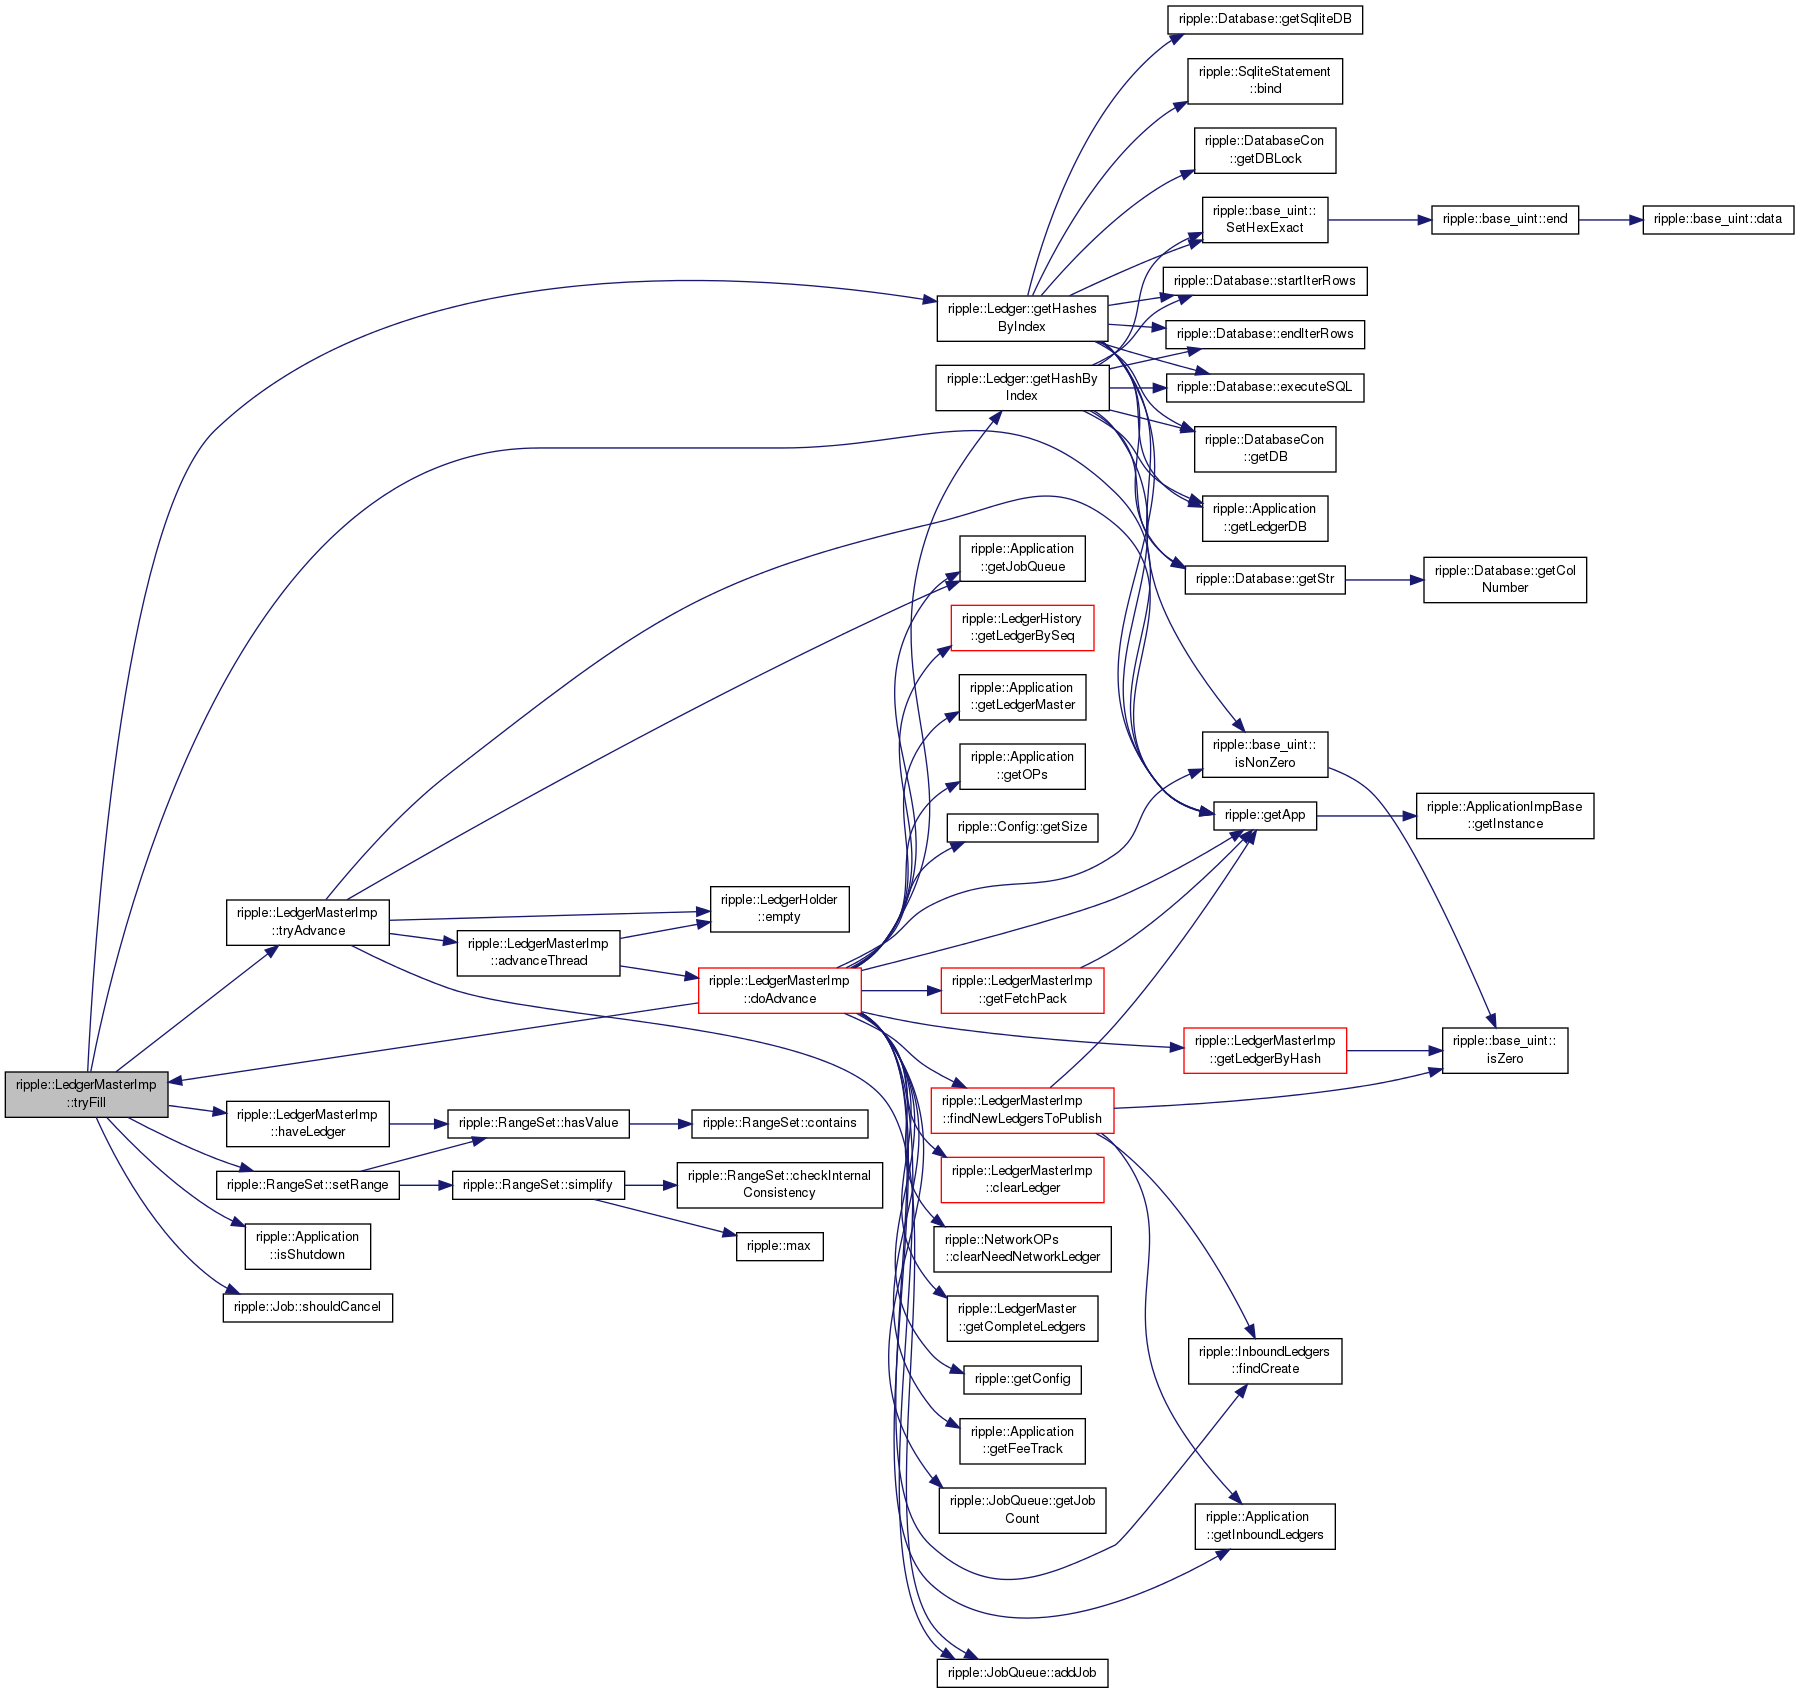 ripple::Database::getSqliteDB
ripple::SqliteStatement
::bind
ripple::DatabaseCon
::getDBLock
ripple::base_uint::
SetHexExact
ripple::base_uint::end
ripple::base_uint::data
ripple::Database::startIterRows
ripple::Ledger::getHashes
ByIndex
ripple::Database::endIterRows
ripple::Ledger::getHashBy
Index
ripple::Database::executeSQL
ripple::DatabaseCon
::getDB
ripple::Application
::getLedgerDB
ripple::Application
::getJobQueue
ripple::Database::getStr
ripple::Database::getCol
Number
ripple::LedgerHistory
::getLedgerBySeq
ripple::Application
::getLedgerMaster
ripple::Application
::getOPs
ripple::base_uint::
isNonZero
ripple::Config::getSize
ripple::getApp
ripple::ApplicationImpBase
::getInstance
ripple::LedgerMasterImp
::tryAdvance
ripple::LedgerHolder
::empty
ripple::LedgerMasterImp
::advanceThread
ripple::LedgerMasterImp
::doAdvance
ripple::LedgerMasterImp
::getFetchPack
ripple::LedgerMasterImp
::getLedgerByHash
ripple::base_uint::
isZero
ripple::LedgerMasterImp
::tryFill
ripple::LedgerMasterImp
::haveLedger
ripple::RangeSet::hasValue
ripple::RangeSet::contains
ripple::LedgerMasterImp
::findNewLedgersToPublish
ripple::RangeSet::setRange
ripple::RangeSet::simplify
ripple::RangeSet::checkInternal
Consistency
ripple::LedgerMasterImp
::clearLedger
ripple::Application
::isShutdown
ripple::max
ripple::NetworkOPs
::clearNeedNetworkLedger
ripple::Job::shouldCancel
ripple::LedgerMaster
::getCompleteLedgers
ripple::InboundLedgers
::findCreate
ripple::getConfig
ripple::Application
::getFeeTrack
ripple::JobQueue::getJob
Count
ripple::Application
::getInboundLedgers
ripple::JobQueue::addJob